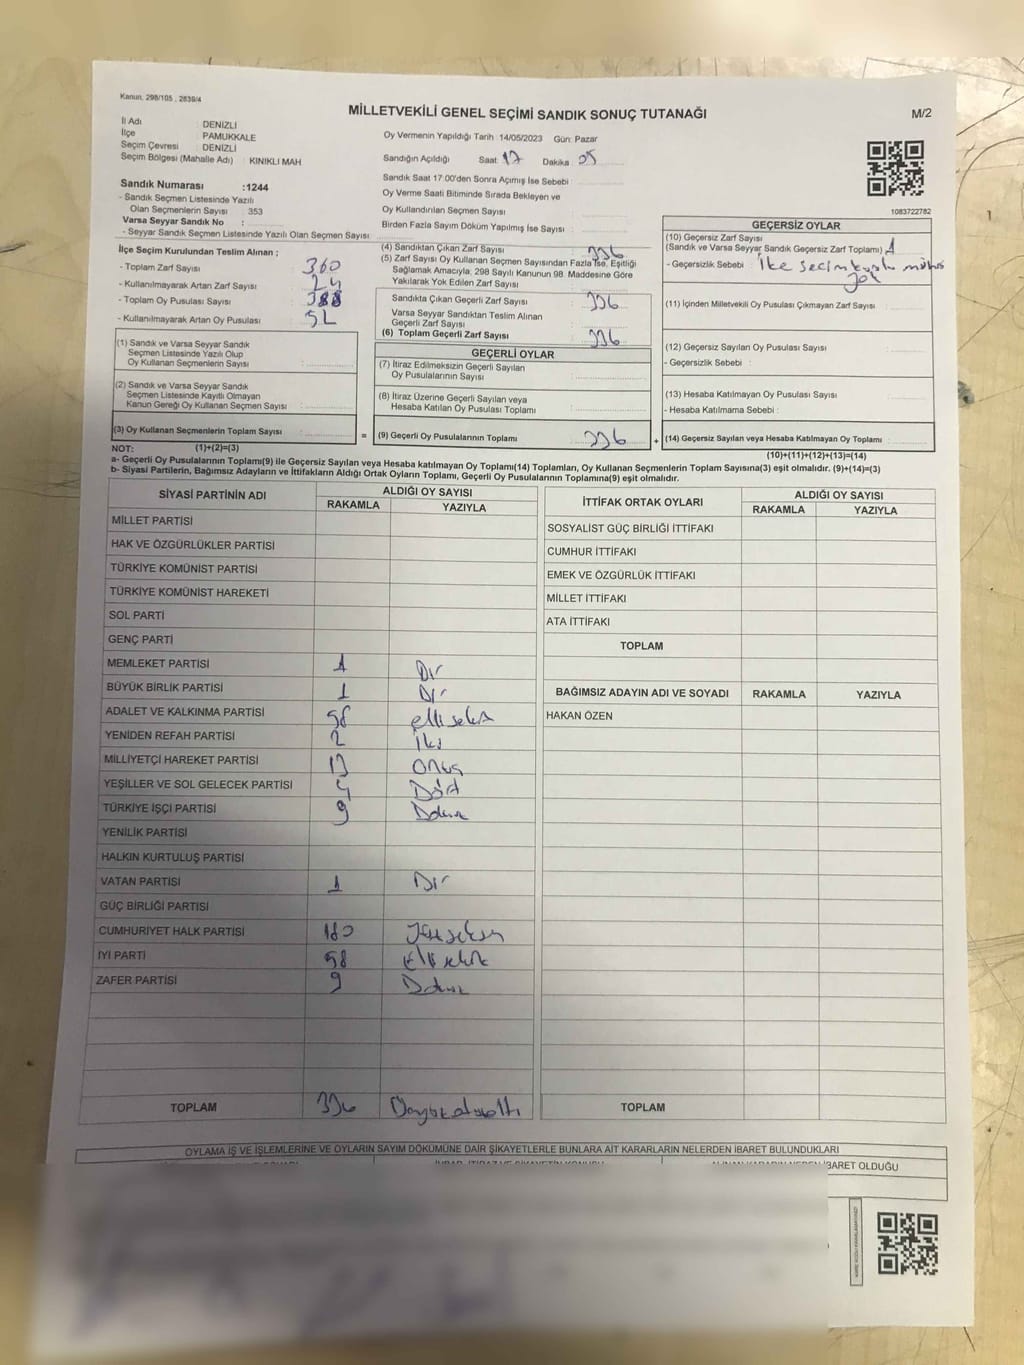 Kanun: 298/105 , 2839/4
MİLLETVEKİLİ GENEL SEÇİMİ SANDIK SONUÇ TUTANAĞI
M/2
İl Adı : DENİZLİ
İlçe : PAMUKKALE
Seçim Çevresi : DENİZLİ
Seçim Bölgesi (Mahalle Adı) : KINIKLI MAH
Oy Vermenin Yapıldığı Tarih : 14/05/2023 Gün: Pazar
Sandığın Açıldığı Saat: 17 Dakika: 05
Sandık Saat 17:00'den Sonra Açılmış İse Sebebi :
Oy Verme Saati Bitiminde Sırada Bekleyen ve
Oy Kullandırılan Seçmen Sayısı :
Birden Fazla Sayım Döküm Yapılmış İse Sayısı :
1083722782
Sandık Numarası : 1244
- Sandık Seçmen Listesinde Yazılı
Olan Seçmenlerin Sayısı : 353
Varsa Seyyar Sandık No :
- Seyyar Sandık Seçmen Listesinde Yazılı Olan Seçmen Sayısı :
İlçe Seçim Kurulundan Teslim Alınan ;
- Toplam Zarf Sayısı : 360
- Kullanılmayarak Artan Zarf Sayısı : 24
- Toplam Oy Pusulası Sayısı : 388
- Kullanılmayarak Artan Oy Pusulası :
(1) Sandık ve Varsa Seyyar Sandık
Seçmen Listesinde Yazılı Olup
Oy Kullanan Seçmenlerin Sayısı :
(2) Sandık ve Varsa Seyyar Sandık
Seçmen Listesinde Kayıtlı Olmayan
Kanun Gereği Oy Kullanan Seçmen Sayısı :
(3) Oy Kullanan Seçmenlerin Toplam Sayısı :
(1)+(2)=(3)
=
(4) Sandıktan Çıkan Zarf Sayısı : 336
(5) Zarf Sayısı Oy Kullanan Seçmen Sayısından Fazla İse, Eşitliği
Sağlamak Amacıyla; 298 Sayılı Kanunun 98. Maddesine Göre
Yakılarak Yok Edilen Zarf Sayısı :
Sandıkta Çıkan Geçerli Zarf Sayısı : 336
Varsa Seyyar Sandıktan Teslim Alınan
Geçerli Zarf Sayısı :
(6) Toplam Geçerli Zarf Sayısı : 336
GEÇERLİ OYLAR
(7) İtiraz Edilmeksizin Geçerli Sayılan
Oy Pusulalarının Sayısı :
(8) İtiraz Üzerine Geçerli Sayılan veya
Hesaba Katılan Oy Pusulası Toplamı :
(9) Geçerli Oy Pusulalarının Toplamı : 336
+
GEÇERSİZ OYLAR
(10) Geçersiz Zarf Sayısı
(Sandık ve Varsa Seyyar Sandık Geçersiz Zarf Toplamı) : 1
- Geçersizlik Sebebi : İlçe seçim kurulu mührü
yok
(11) İçinden Milletvekili Oy Pusulası Çıkmayan Zarf Sayısı :
(12) Geçersiz Sayılan Oy Pusulası Sayısı :
- Geçersizlik Sebebi :
(13) Hesaba Katılmayan Oy Pusulası Sayısı :
- Hesaba Katılmama Sebebi :
(14) Geçersiz Sayılan veya Hesaba Katılmayan Oy Toplamı :
(10)+(11)+(12)+(13)=(14)
NOT:
a- Geçerli Oy Pusulalarının Toplamı(9) ile Geçersiz Sayılan veya Hesaba Katılmayan Oy Toplamı(14) Toplamları, Oy Kullanan Seçmenlerin Toplam Sayısına(3) eşit olmalıdır. (9)+(14)=(3)
b- Siyasi Partilerin, Bağımsız Adayların ve İttifakların Aldığı Ortak Oyların Toplamı, Geçerli Oy Pusulalarının Toplamına(9) eşit olmalıdır.
SİYASİ PARTİNİN ADI ALDIĞI OY SAYISI
RAKAMLA YAZIYLA
MİLLET PARTİSİ
HAK VE ÖZGÜRLÜKLER PARTİSİ
TÜRKİYE KOMÜNİST PARTİSİ
TÜRKİYE KOMÜNİST HAREKETİ
SOL PARTİ
GENÇ PARTİ
MEMLEKET PARTİSİ 1 Bir
BÜYÜK BİRLİK PARTİSİ 1 Bir
ADALET VE KALKINMA PARTİSİ 58 Elli sekiz
YENİDEN REFAH PARTİSİ 2 İki
MİLLİYETÇİ HAREKET PARTİSİ 13 Onüç
YEŞİLLER VE SOL GELECEK PARTİSİ 4 Dört
TÜRKİYE İŞÇİ PARTİSİ 9 Dokuz
YENİLİK PARTİSİ
HALKIN KURTULUŞ PARTİSİ
VATAN PARTİSİ 1 Bir
GÜÇ BİRLİĞİ PARTİSİ
CUMHURİYET HALK PARTİSİ 180 Yüzseksen
İYİ PARTİ 58 Elli sekiz
ZAFER PARTİSİ 9 Dokuz
TOPLAM 336 Üçyüzotuzaltı
İTTİFAK ORTAK OYLARI ALDIĞI OY SAYISI
RAKAMLA YAZIYLA
SOSYALİST GÜÇ BİRLİĞİ İTTİFAKI
CUMHUR İTTİFAKI
EMEK VE ÖZGÜRLÜK İTTİFAKI
MİLLET İTTİFAKI
ATA İTTİFAKI
TOPLAM
BAĞIMSIZ ADAYIN ADI VE SOYADI RAKAMLA YAZIYLA
HAKAN ÖZEN
TOPLAM
OYLAMA İŞ VE İŞLEMLERİNE VE OYLARIN SAYIM DÖKÜMÜNE DAİR ŞİKAYETLERLE BUNLARA AİT KARARLARIN NELERDEN İBARET BULUNDUKLARI
İBARET OLDUĞU